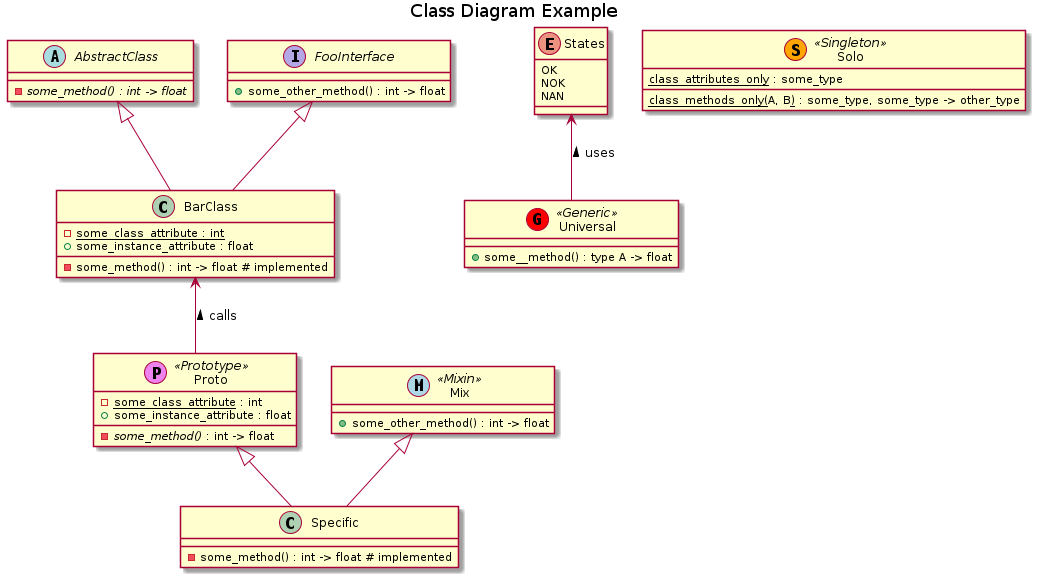 Class Diagram Example
A AbstractClass
some_method() : int -> float
I FooInterface
some_other_method() : int -> float
E States
OK
NOK
NAN
S «Singleton»
Solo
class_attributes_only : some_type
class_methods_only(A, B) : some_type, some_type -> other_type
uses
C BarClass
some_class_attribute : int
some_instance_attribute : float
some_method() : int -> float # implemented
G «Generic»
Universal
some__method() : type A -> float
calls
P «Prototype»
Proto
some_class_attribute : int
some_instance_attribute : float
some_method() : int -> float
M «Mixin»
Mix
some_other_method() : int -> float
C Specific
some_method() : int -> float # implemented